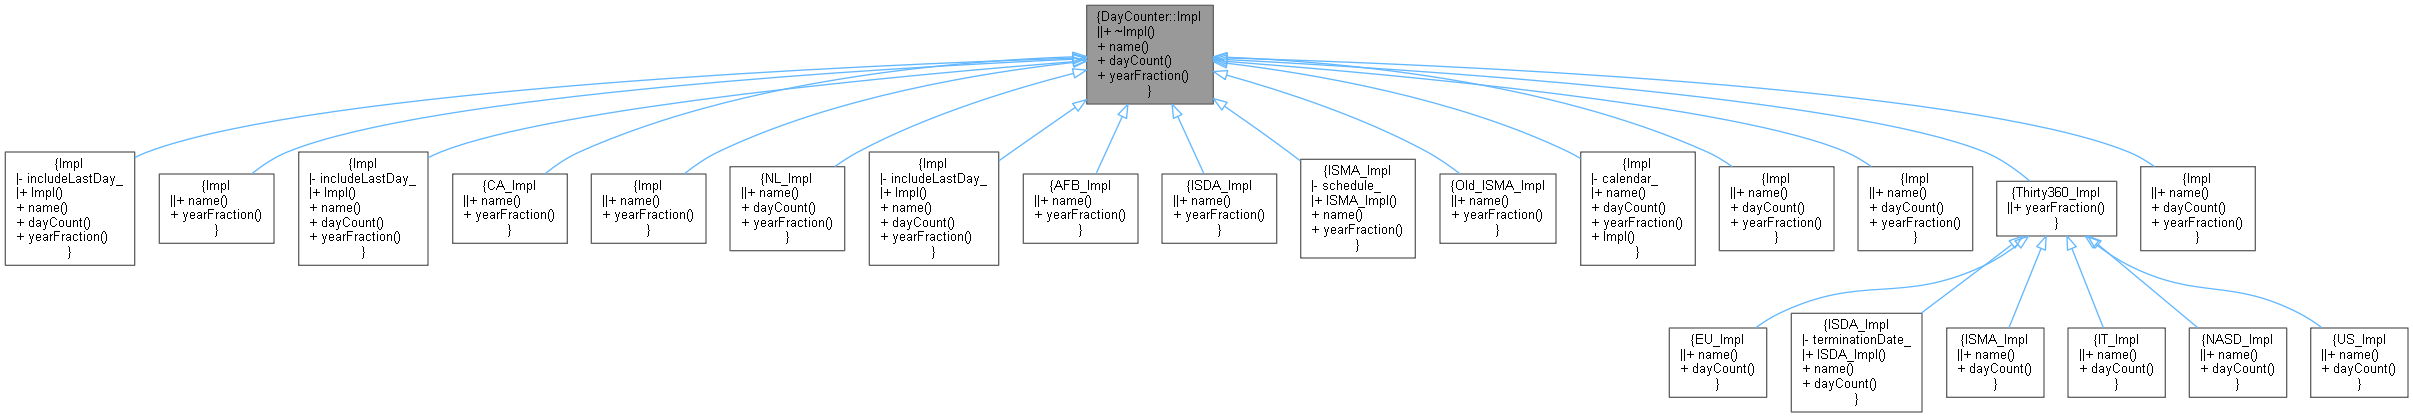 {DayCounter::Impl
||+ ~Impl()
+ name()
+ dayCount()
+ yearFraction()
}
{Impl
|- includeLastDay_
|+ Impl()
+ name()
+ dayCount()
+ yearFraction()
}
{Impl
||+ name()
+ yearFraction()
}
{Impl
|- includeLastDay_
|+ Impl()
+ name()
+ dayCount()
+ yearFraction()
}
{CA_Impl
||+ name()
+ yearFraction()
}
{Impl
||+ name()
+ yearFraction()
}
{NL_Impl
||+ name()
+ dayCount()
+ yearFraction()
}
{Impl
|- includeLastDay_
|+ Impl()
+ name()
+ dayCount()
+ yearFraction()
}
{AFB_Impl
||+ name()
+ yearFraction()
}
{ISDA_Impl
||+ name()
+ yearFraction()
}
{ISMA_Impl
|- schedule_
|+ ISMA_Impl()
+ name()
+ yearFraction()
}
{Old_ISMA_Impl
||+ name()
+ yearFraction()
}
{Impl
|- calendar_
|+ name()
+ dayCount()
+ yearFraction()
+ Impl()
}
{Impl
||+ name()
+ dayCount()
+ yearFraction()
}
{Impl
||+ name()
+ dayCount()
+ yearFraction()
}
{Thirty360_Impl
||+ yearFraction()
}
{Impl
||+ name()
+ dayCount()
+ yearFraction()
}
{EU_Impl
||+ name()
+ dayCount()
}
{ISDA_Impl
|- terminationDate_
|+ ISDA_Impl()
+ name()
+ dayCount()
}
{ISMA_Impl
||+ name()
+ dayCount()
}
{IT_Impl
||+ name()
+ dayCount()
}
{NASD_Impl
||+ name()
+ dayCount()
}
{US_Impl
||+ name()
+ dayCount()
}